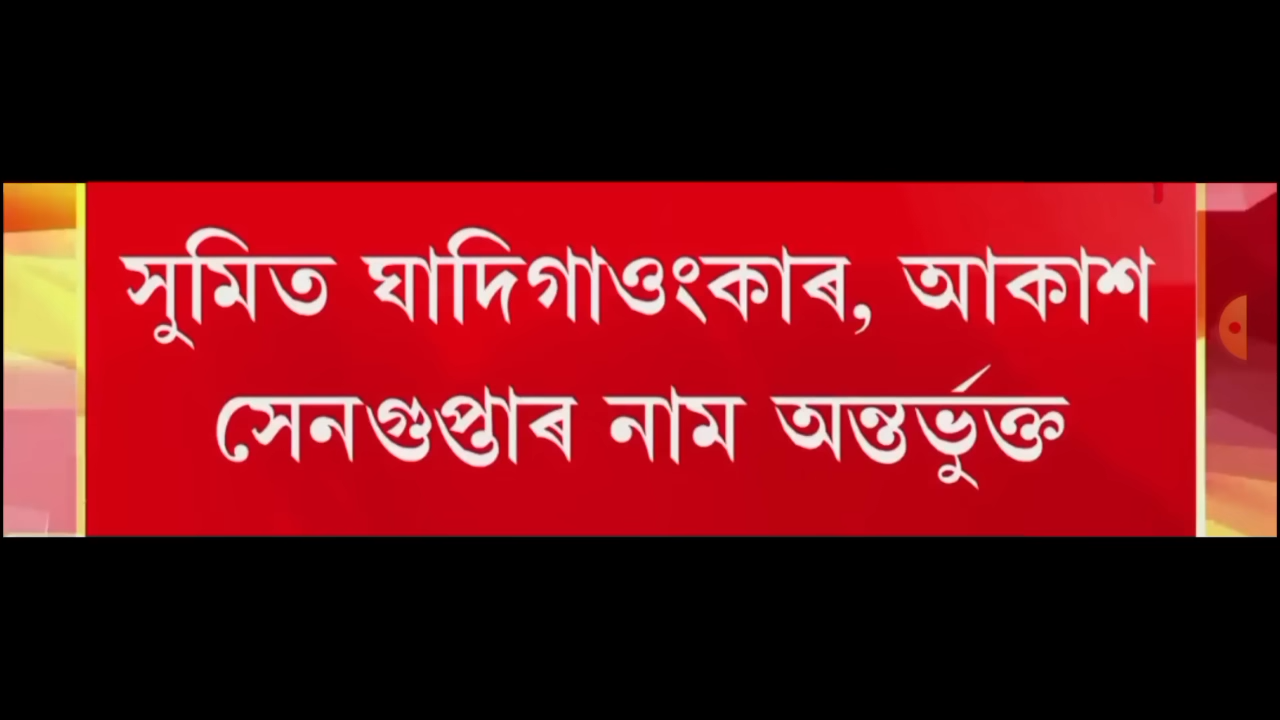 সুমিত ঘাদিগাওংকাৰ, আকাশ
সেনগুপ্তাৰ নাম অন্তৰ্ভুক্ত